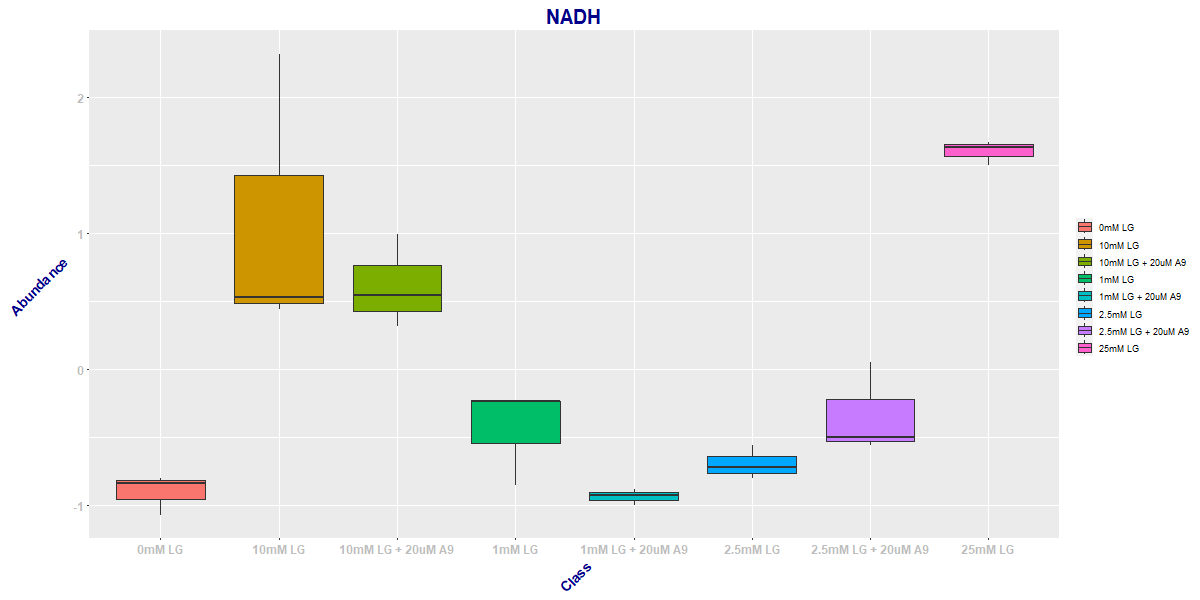 NADH
Abundance
2
1
0
-1
0mM LG
10mM LG
10mM LG + 20uM A9
1mM LG
1mM LG + 20uM A9
2.5mM LG
2.5mM LG + 20uM A9
25mM LG
Class
0mM LG
10mM LG
10mM LG + 20uM A9
1mM LG
1mM LG + 20uM A9
2.5mM LG
2.5mM LG + 20uM A9
25mM LG